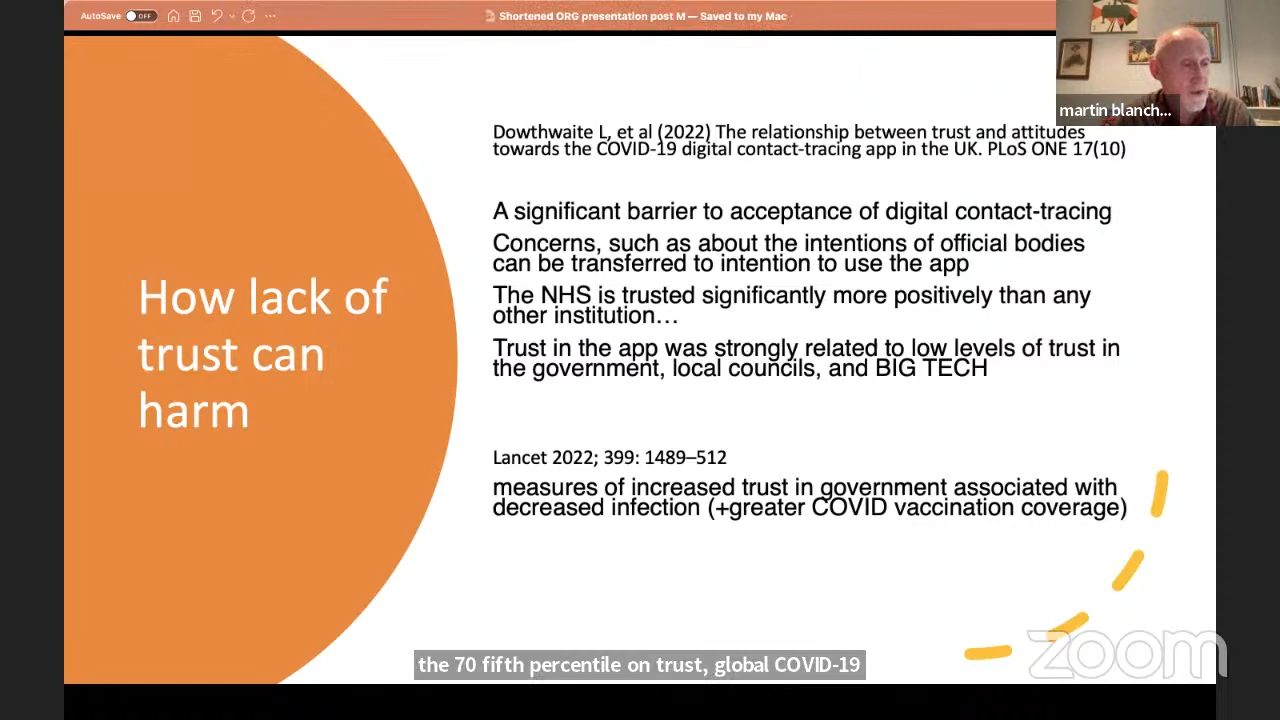 AutoSave OFF
Shortened ORG presentation post M — Saved to my Mac
martin blanch...
Dowthwaite L, et al (2022) The relationship between trust and attitudes
towards the COVID-19 digital contact-tracing app in the UK. PLoS ONE 17(10)
A significant barrier to acceptance of digital contact-tracing
Concerns, such as about the intentions of official bodies
can be transferred to intention to use the app
The NHS is trusted significantly more positively than any
other institution…
Trust in the app was strongly related to low levels of trust in
the government, local councils, and BIG TECH
How lack of
trust can
harm
Lancet 2022; 399: 1489–512
measures of increased trust in government associated with
decreased infection (+greater COVID vaccination coverage)
the 70 fifth percentile on trust, global COVID-19
zoom